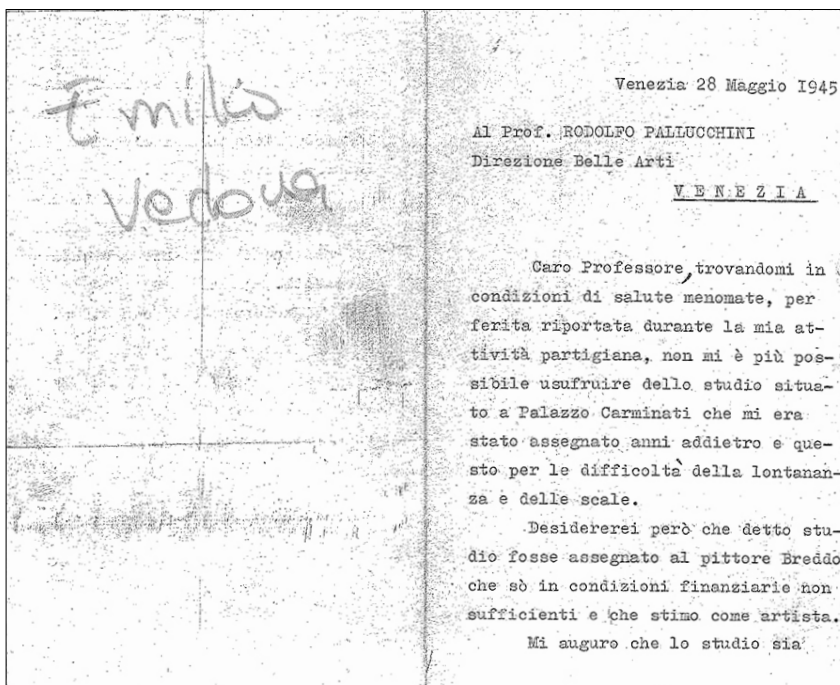 Emilio
Vedova
Venezia 28 Maggio I945
Al Prof. RODOLFO PALLUCCHINI
Direzione Belle Arti
V E N E Z I A
Caro Professore, trovandomi in
condizioni di salute menomate, per
ferita riportata durante la mia at-
tività partigiana, non mi è più pos-
sibile usufruire dello studio situa-
to a Palazzo Carminati che mi era
stato assegnato anni addietro e que-
sto per le difficoltà della lontanan-
za e delle scale.
Desidererei però che detto stu-
dio fosse assegnato al pittore Breddo
che sò in condizioni finanziarie non
sufficienti e che stimo come artista.
Mi auguro che lo studio sia